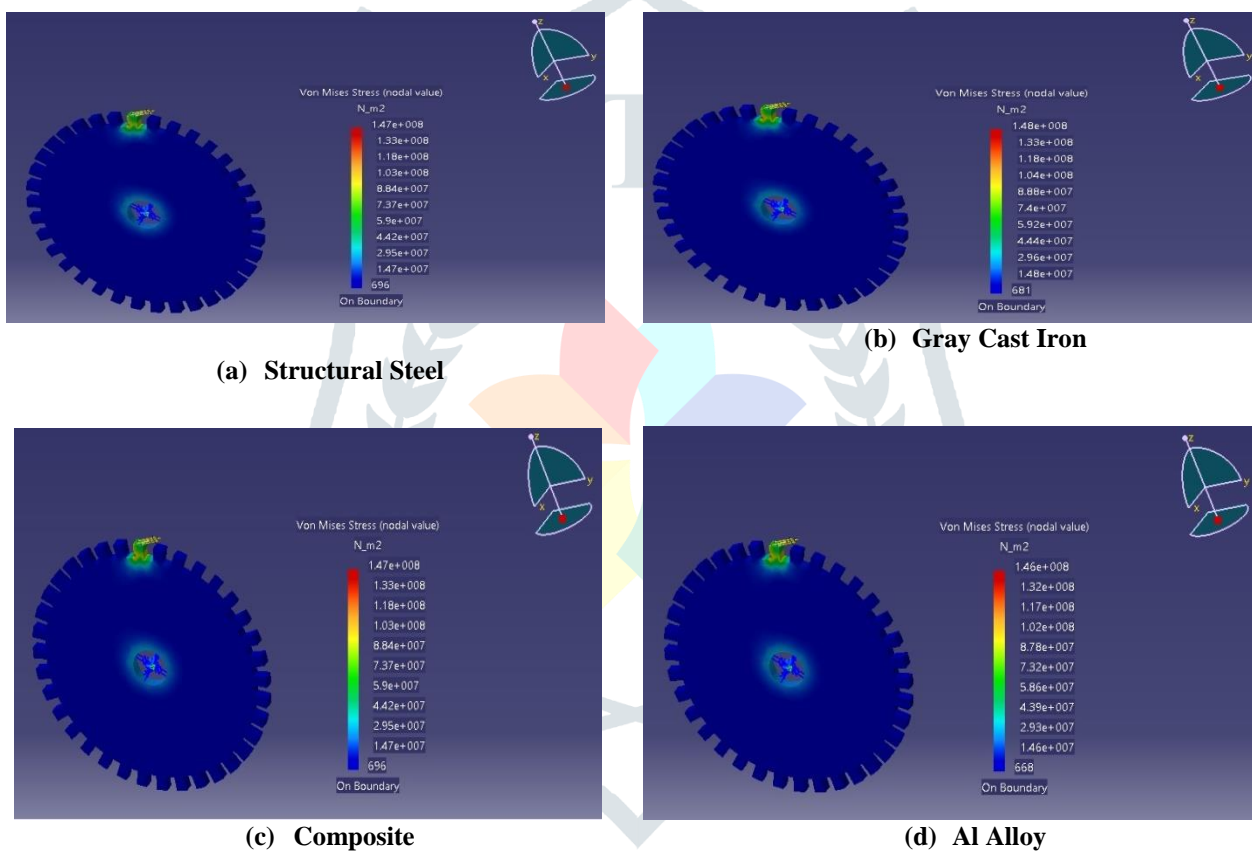 z
y
x
Von Mises Stress (nodal value)
N_m2
1.47e+008
1.33e+008
1.18e+008
1.03e+008
8.84e+007
7.37e+007
5.9e+007
4.42e+007
2.95e+007
1.47e+007
696
On Boundary
(a) Structural Steel
z
y
x
Von Mises Stress (nodal value)
N_m2
1.48e+008
1.33e+008
1.18e+008
1.04e+008
8.88e+007
7.4e+007
5.92e+007
4.44e+007
2.96e+007
1.48e+007
681
On Boundary
(b) Gray Cast Iron
z
y
x
Von Mises Stress (nodal value)
N_m2
1.47e+008
1.33e+008
1.18e+008
1.03e+008
8.84e+007
7.37e+007
5.9e+007
4.42e+007
2.95e+007
1.47e+007
696
On Boundary
(c) Composite
z
y
x
Von Mises Stress (nodal value)
N_m2
1.46e+008
1.32e+008
1.17e+008
1.02e+008
8.78e+007
7.32e+007
5.86e+007
4.39e+007
2.93e+007
1.46e+007
668
On Boundary
(d) Al Alloy